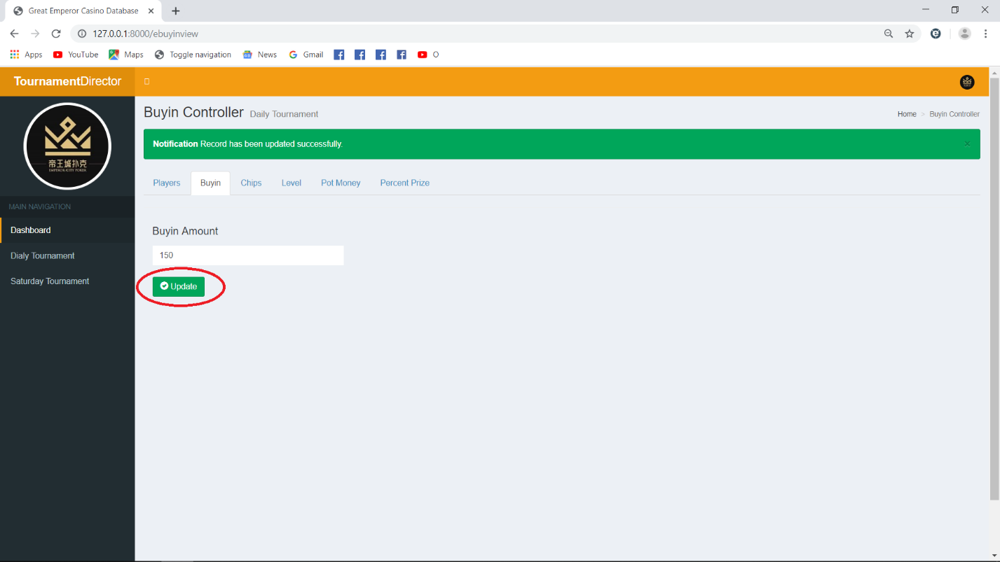 Great Emperor Casino Database
127.0.0.1:8000/ebuyinview
Apps YouTube Maps Toggle navigation News Gmail O
TournamentDirector
帝王城扑克
EMPEROR CITY POKER
MAIN NAVIGATION
Dashboard
Dialy Tournament
Saturday Tournament
Buyin Controller Daily Tournament
Home > Buyin Controller
Notification Record has been updated successfully. ×
Players Buyin Chips Level Pot Money Percent Prize
Buyin Amount
150
Update